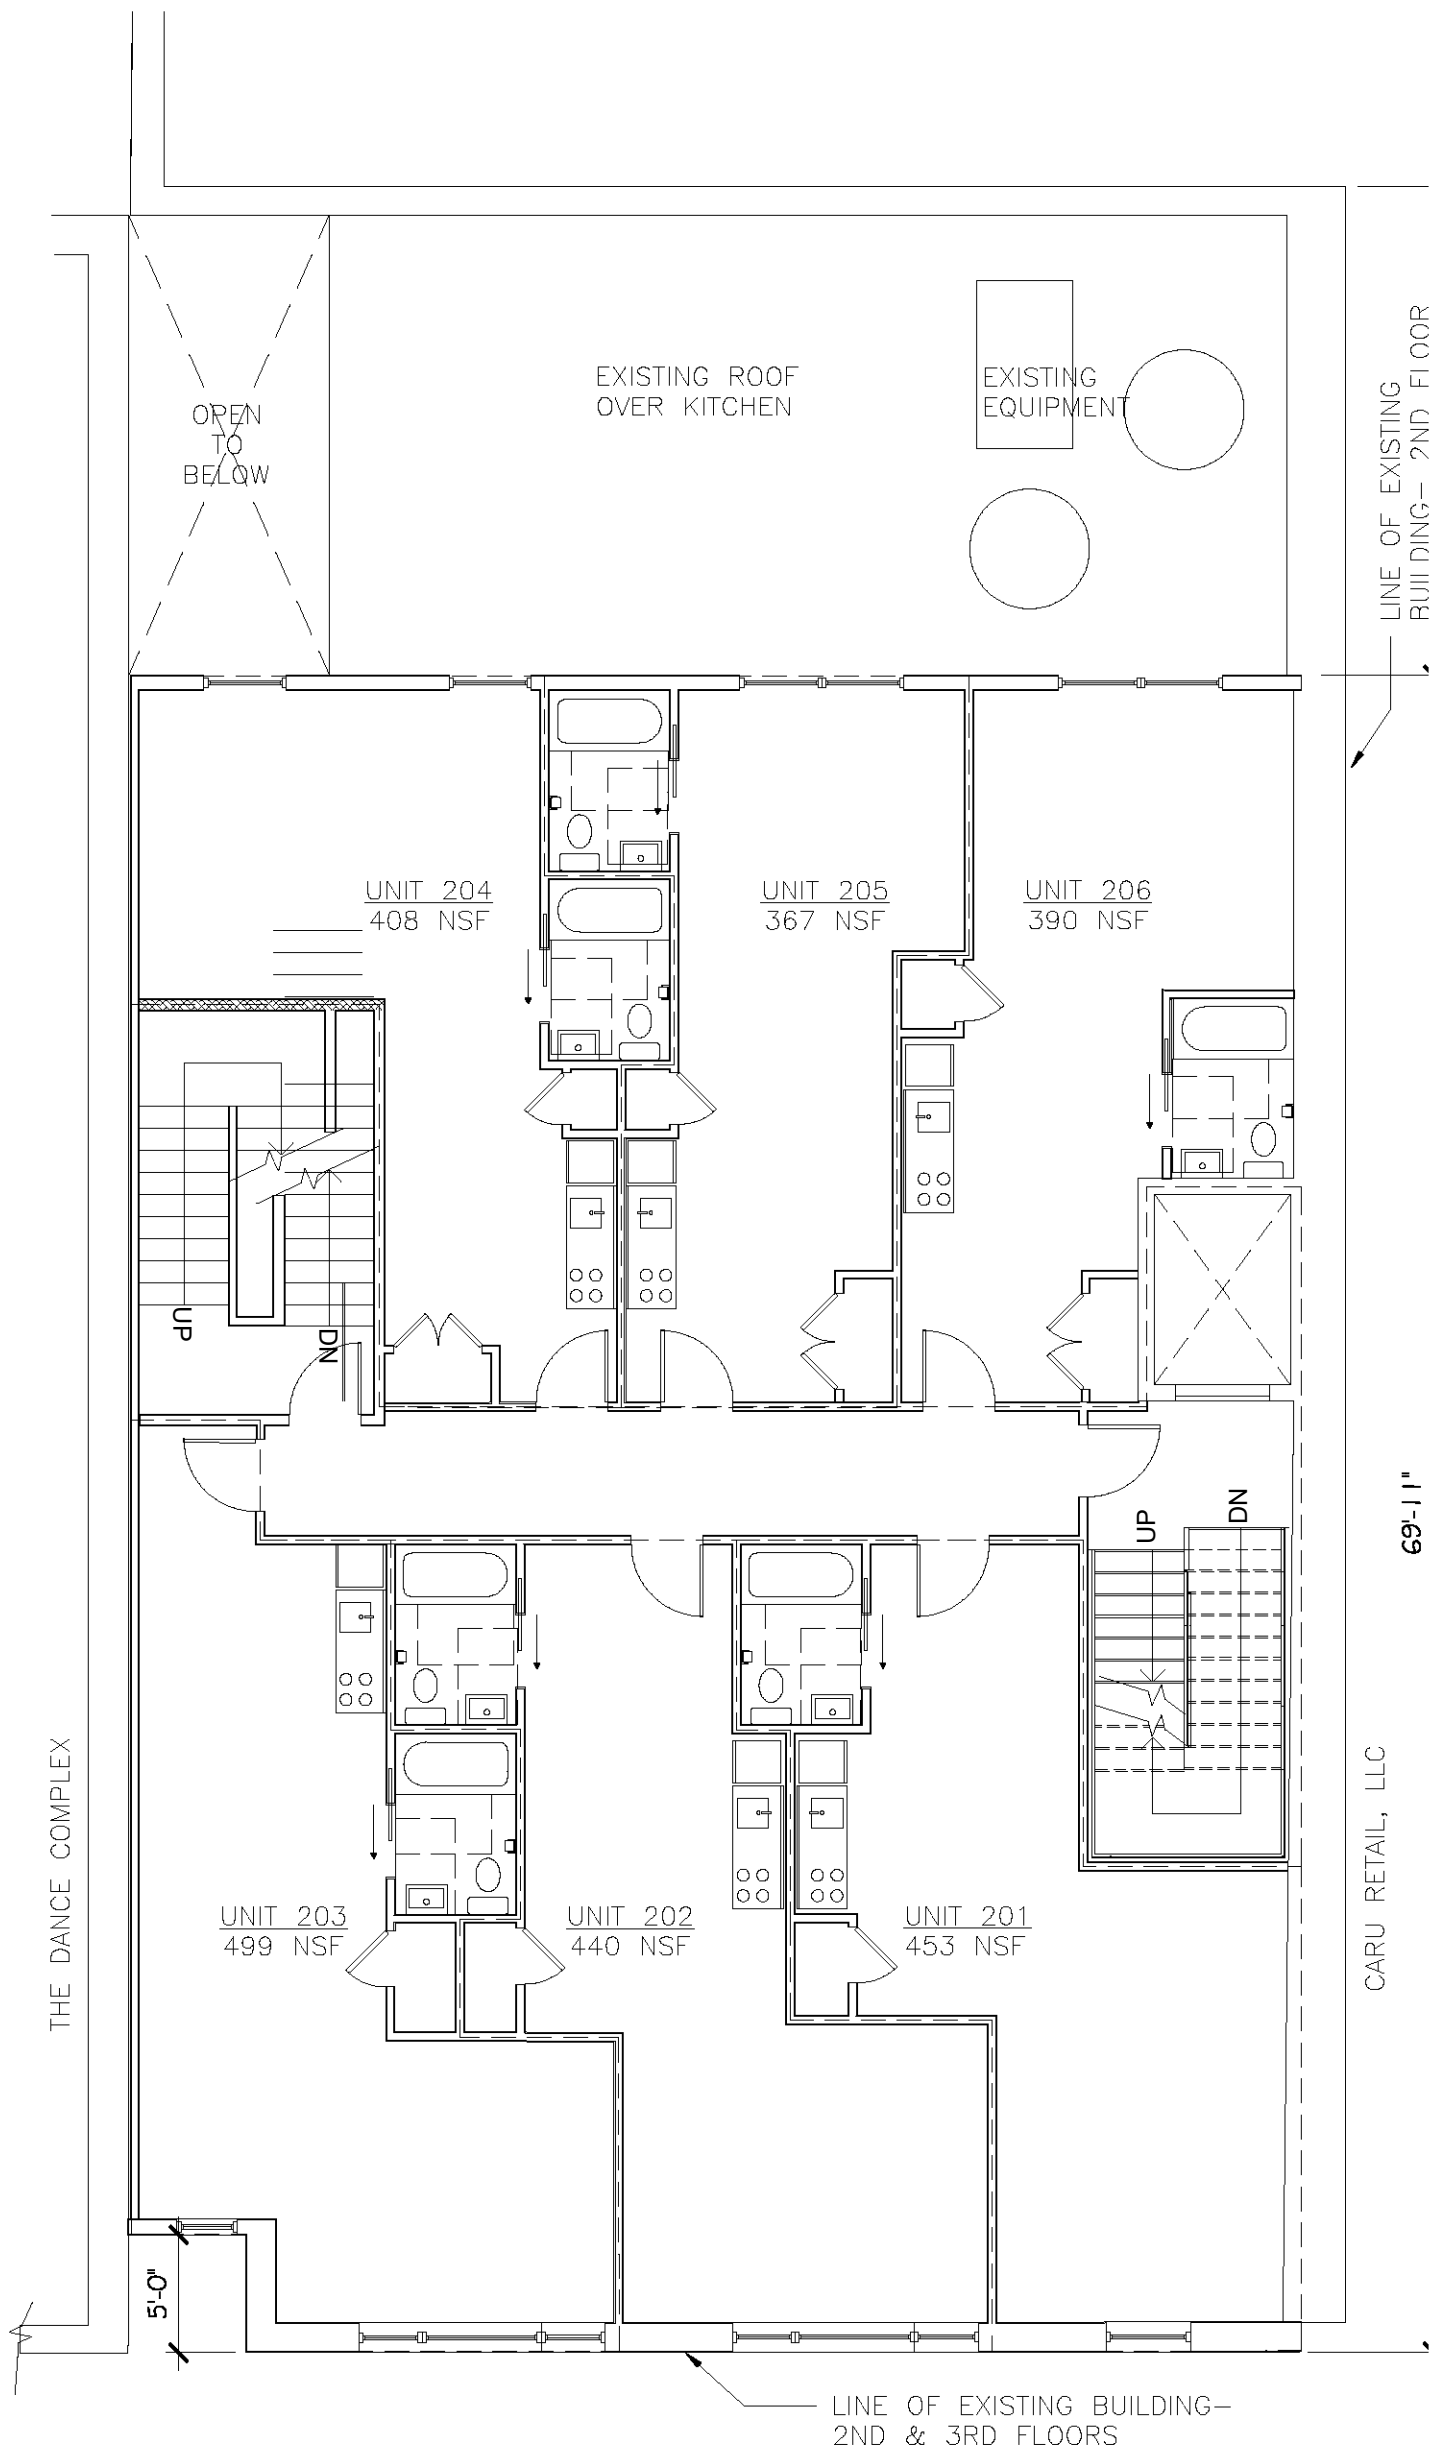 EXISTING ROOF
OVER KITCHEN
EXISTING
EQUIPMENT
OPEN
TO
BELOW
LINE OF EXISTING
BUILDING- 2ND FLOOR
UNIT 204
408 NSF
UNIT 205
367 NSF
UNIT 206
390 NSF
UP
DN
UP
DN
69'-11"
THE DANCE COMPLEX
CARU RETAIL, LLC
UNIT 203
499 NSF
UNIT 202
440 NSF
UNIT 201
453 NSF
5'-0"
LINE OF EXISTING BUILDING-
2ND & 3RD FLOORS